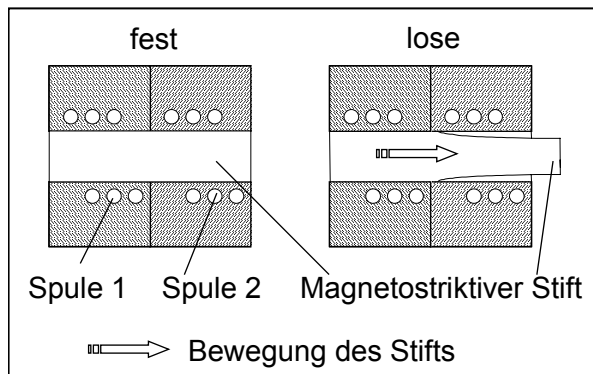 fest lose
Spule 1 Spule 2 Magnetostriktiver Stift
Bewegung des Stifts